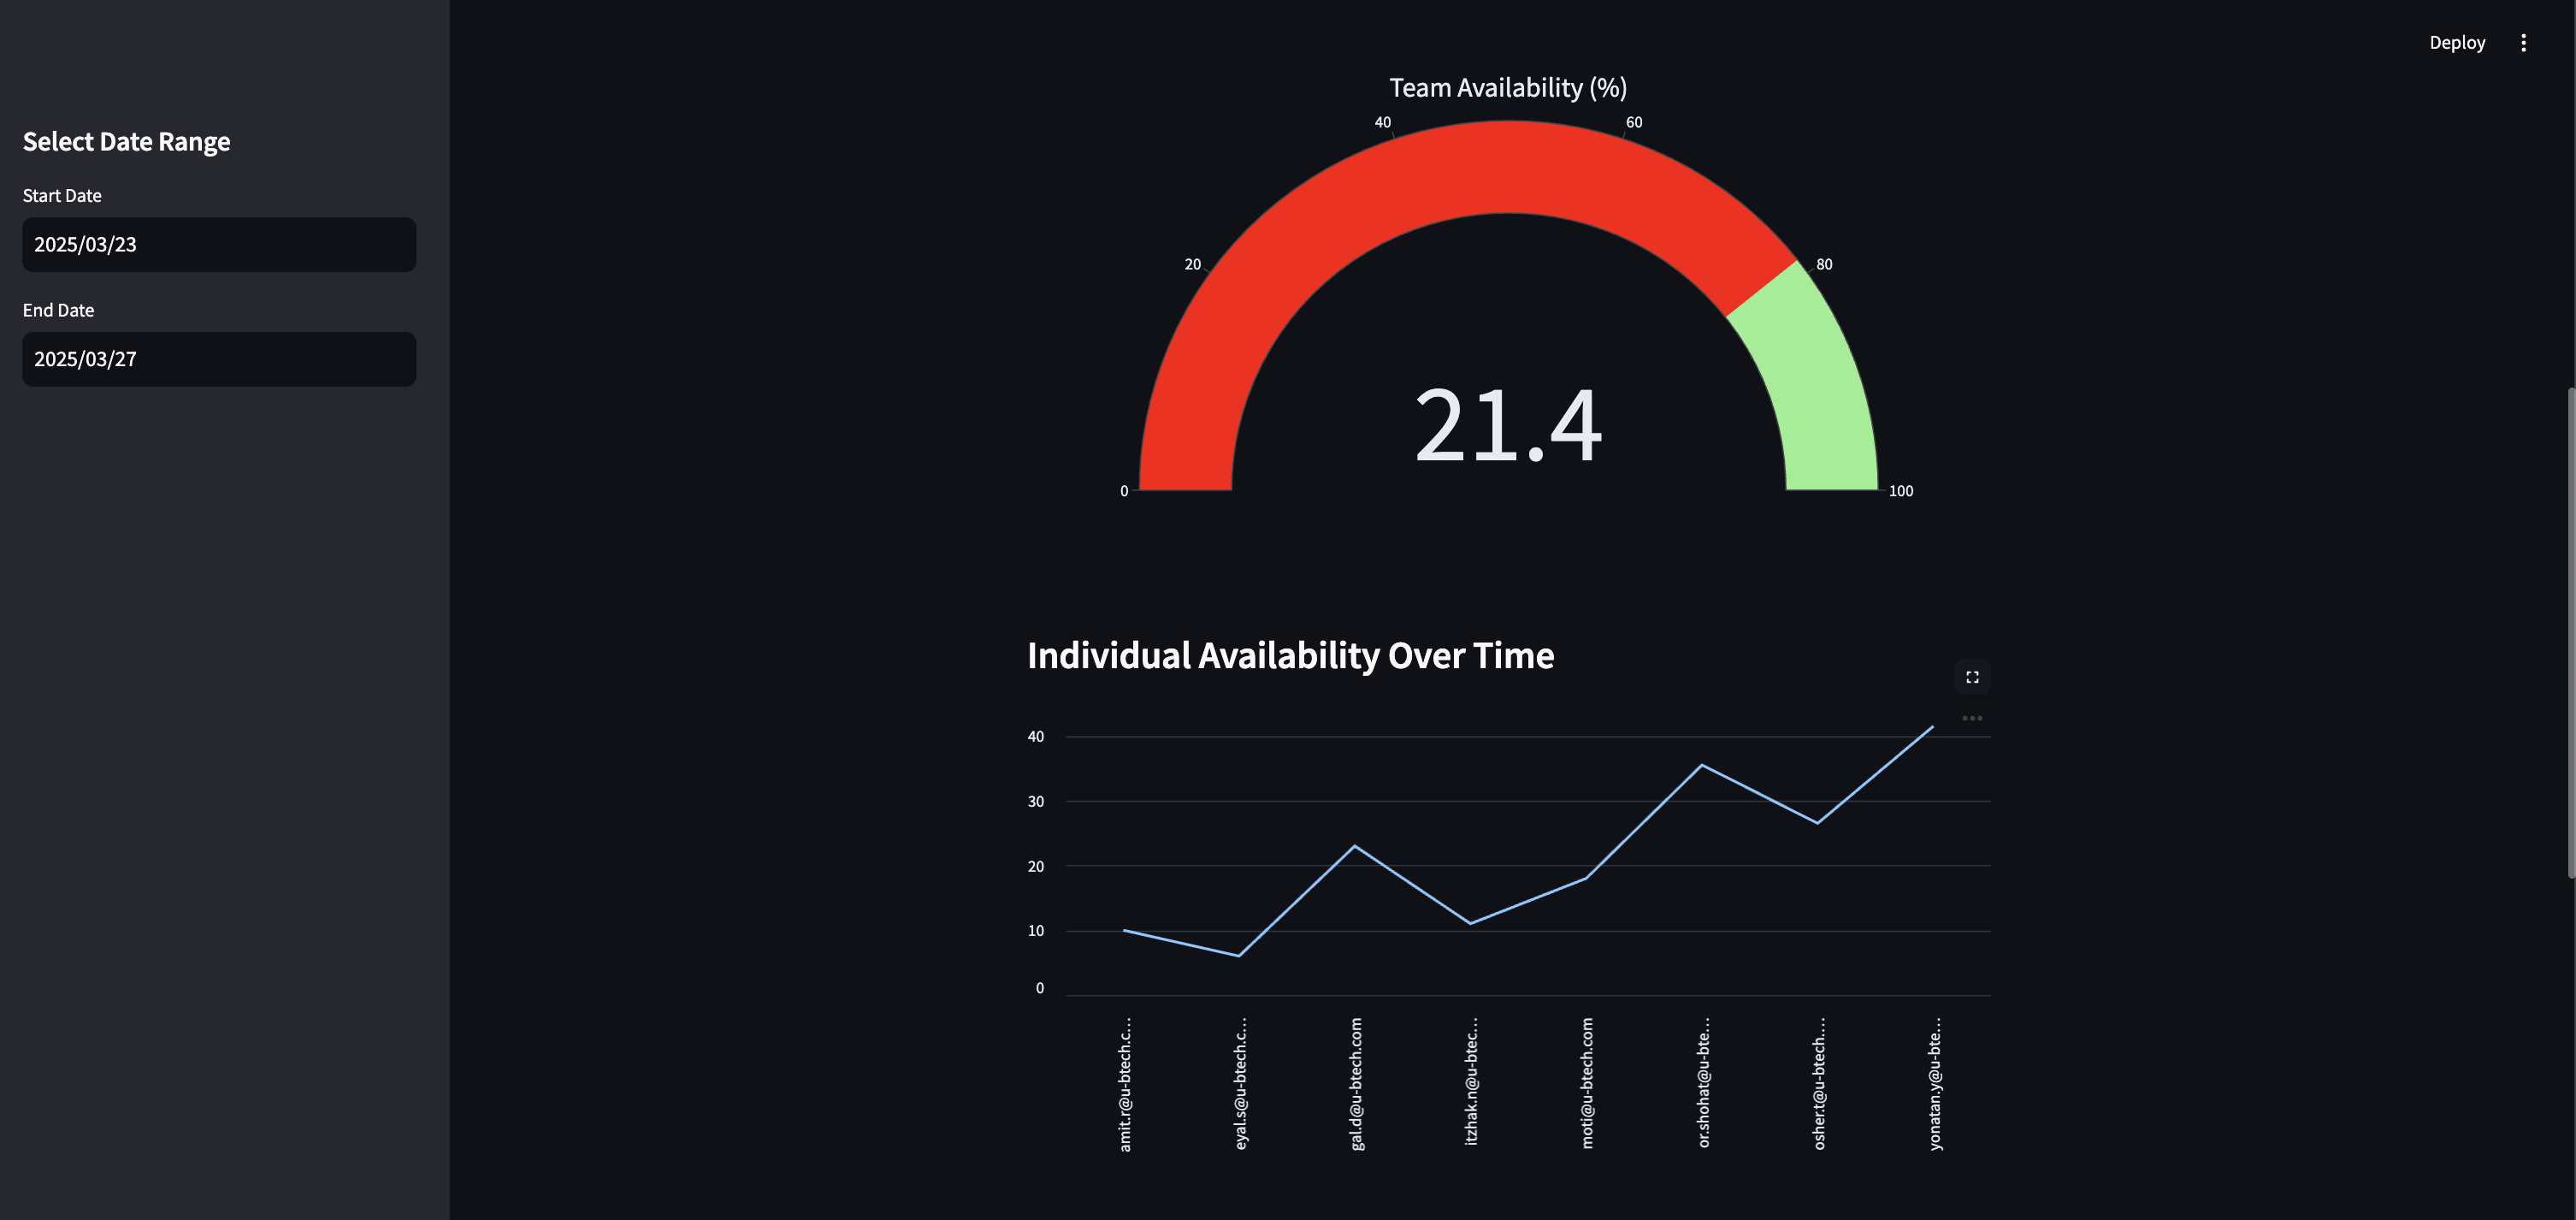 Deploy
Select Date Range
Start Date
2025/03/23
End Date
2025/03/27
Team Availability (%)
0
20
40
60
80
100
21.4
Individual Availability Over Time
40
30
20
10
0
amit.r@u-btech.c...
eyal.s@u-btech.c...
gal.d@u-btech.com
itzhak.n@u-btec...
moti@u-btech.com
or.shohat@u-bte...
osher.t@u-btech....
yonatan.y@u-bte...